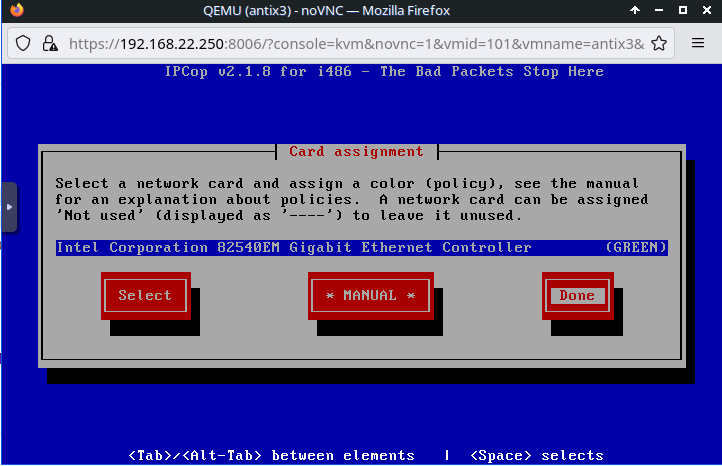 QEMU (antix3) - noVNC — Mozilla Firefox
https://192.168.22.250:8006/?console=kvm&novnc=1&vmid=101&vmname=antix3&
IPCop v2.1.8 for i486 - The Bad Packets Stop Here
Card assignment
Select a network card and assign a color (policy), see the manual
for an explanation about policies.  A network card can be assigned
'Not used' (displayed as '----') to leave it unused.
Intel Corporation 82540EM Gigabit Ethernet Controller (GREEN)
Select * MANUAL * Done
<Tab>/<Alt-Tab> between elements | <Space> selects